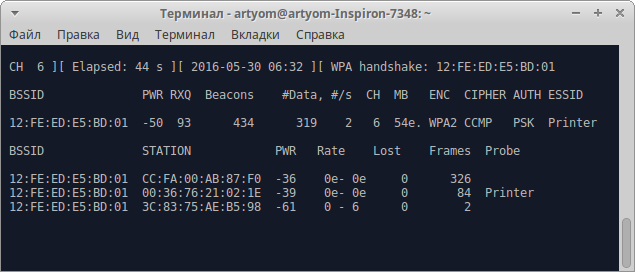 Терминал - artyom@artyom-Inspiron-7348: ~
Файл Правка Вид Терминал Вкладки Справка
CH 6 ][ Elapsed: 44 s ][ 2016-05-30 06:32 ][ WPA handshake: 12:FE:ED:E5:BD:01
BSSID PWR RXQ Beacons #Data, #/s CH MB ENC CIPHER AUTH ESSID
12:FE:ED:E5:BD:01 -50 93 434 319 2 6 54e. WPA2 CCMP PSK Printer
BSSID STATION PWR Rate Lost Frames Probe
12:FE:ED:E5:BD:01 CC:FA:00:AB:87:F0 -36 0e- 0e 0 326
12:FE:ED:E5:BD:01 00:36:76:21:02:1E -39 0e- 0e 0 84 Printer
12:FE:ED:E5:BD:01 3C:83:75:AE:B5:98 -61 0 - 6 0 2